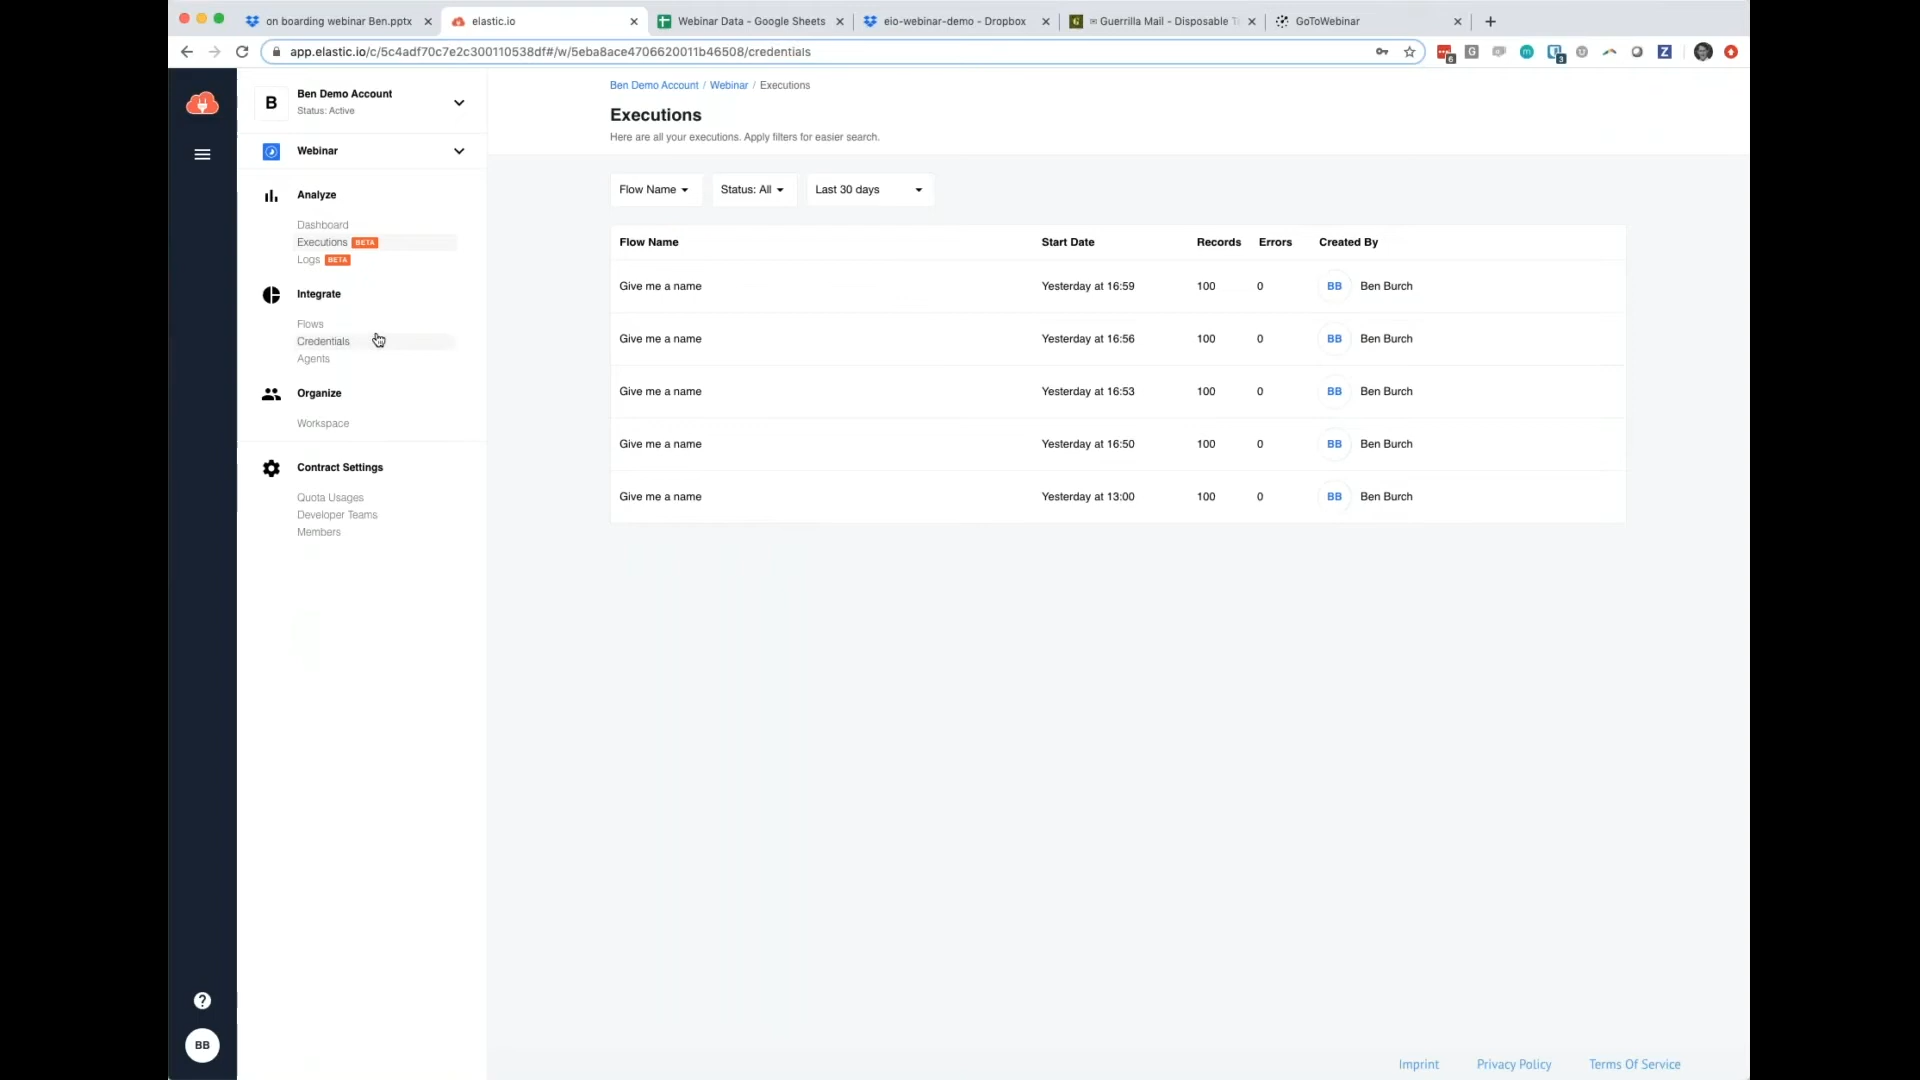 on boarding webinar Ben.pptx
elastic.io
Webinar Data - Google Sheets
eio-webinar-demo - Dropbox
Guerrilla Mail - Disposable
GoToWebinar
app.elastic.io/c/5c4adf70c7e2c300110538df#/w/5eba8ace4706620011b46508/credentials
6
G
m
3
Z
B
Ben Demo Account
Status: Active
Webinar
Analyze
Dashboard
Executions BETA
Logs BETA
Integrate
Flows
Credentials
Agents
Organize
Workspace
Contract Settings
Quota Usages
Developer Teams
Members
?
BB
Ben Demo Account / Webinar / Executions
Executions
Here are all your executions. Apply filters for easier search.
Flow Name
Status: All
Last 30 days
Flow Name Start Date Records Errors Created By
Give me a name Yesterday at 16:59 100 0 BB Ben Burch
Give me a name Yesterday at 16:56 100 0 BB Ben Burch
Give me a name Yesterday at 16:53 100 0 BB Ben Burch
Give me a name Yesterday at 16:50 100 0 BB Ben Burch
Give me a name Yesterday at 13:00 100 0 BB Ben Burch
Imprint Privacy Policy Terms Of Service